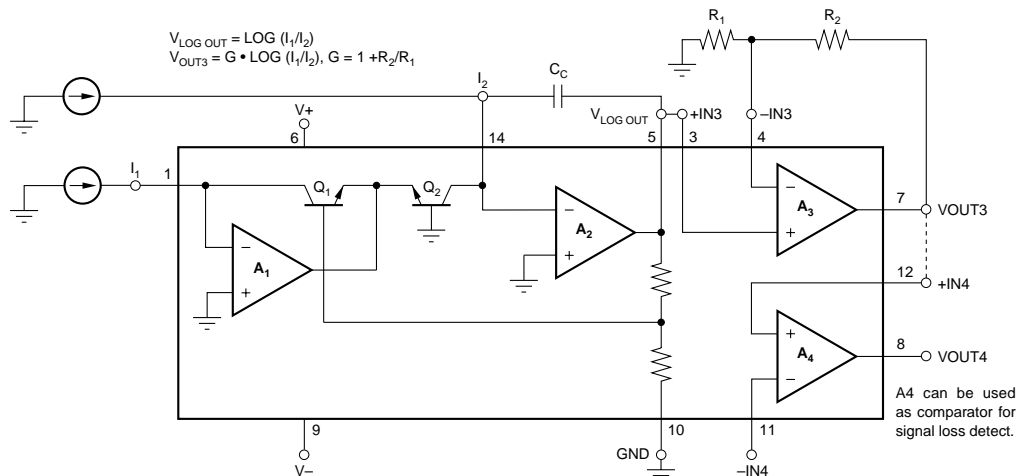 V_LOG OUT = LOG (I₁/I₂)
V_OUT3 = G • LOG (I₁/I₂), G = 1 +R₂/R₁
R₁
R₂
I₂
C_C
V+
V_LOG OUT
+IN3
–IN3
6
14
5
3
4
I₁
1
Q₁
Q₂
–
A₁
+
–
A₂
+
–
A₃
+
7
VOUT3
12
+IN4
+
A₄
–
8
VOUT4
A4 can be used
as comparator for
signal loss detect.
9
V–
10
GND
11
–IN4